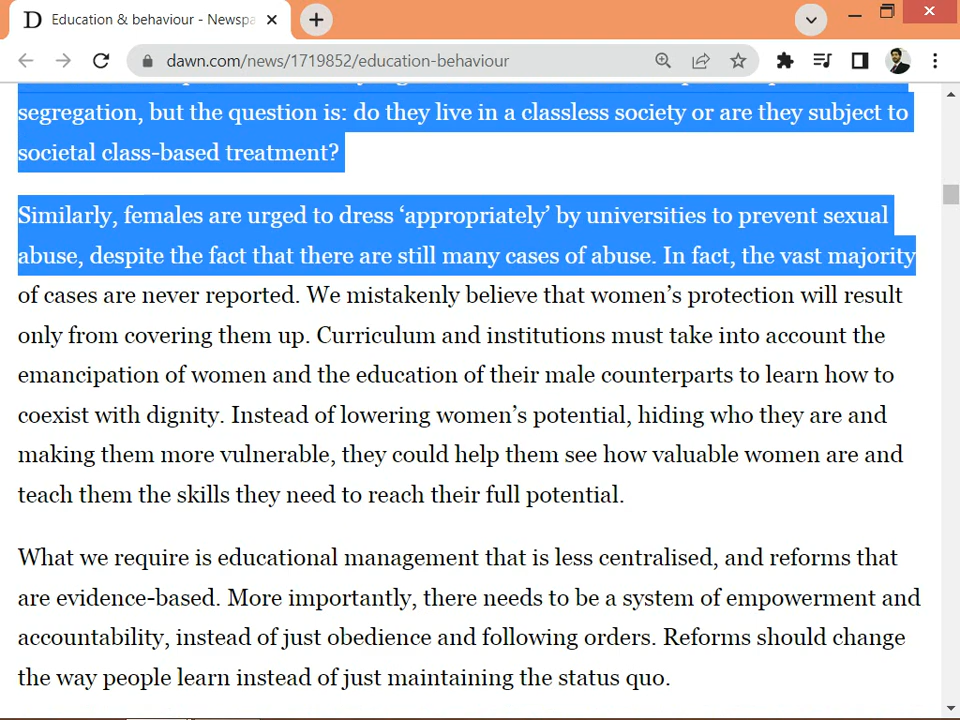 Education & behaviour - Newspa
dawn.com/news/1719852/education-behaviour
segregation, but the question is: do they live in a classless society or are they subject to
societal class-based treatment?
Similarly, females are urged to dress ‘appropriately’ by universities to prevent sexual
abuse, despite the fact that there are still many cases of abuse. In fact, the vast majority
of cases are never reported. We mistakenly believe that women’s protection will result
only from covering them up. Curriculum and institutions must take into account the
emancipation of women and the education of their male counterparts to learn how to
coexist with dignity. Instead of lowering women’s potential, hiding who they are and
making them more vulnerable, they could help them see how valuable women are and
teach them the skills they need to reach their full potential.
What we require is educational management that is less centralised, and reforms that
are evidence-based. More importantly, there needs to be a system of empowerment and
accountability, instead of just obedience and following orders. Reforms should change
the way people learn instead of just maintaining the status quo.